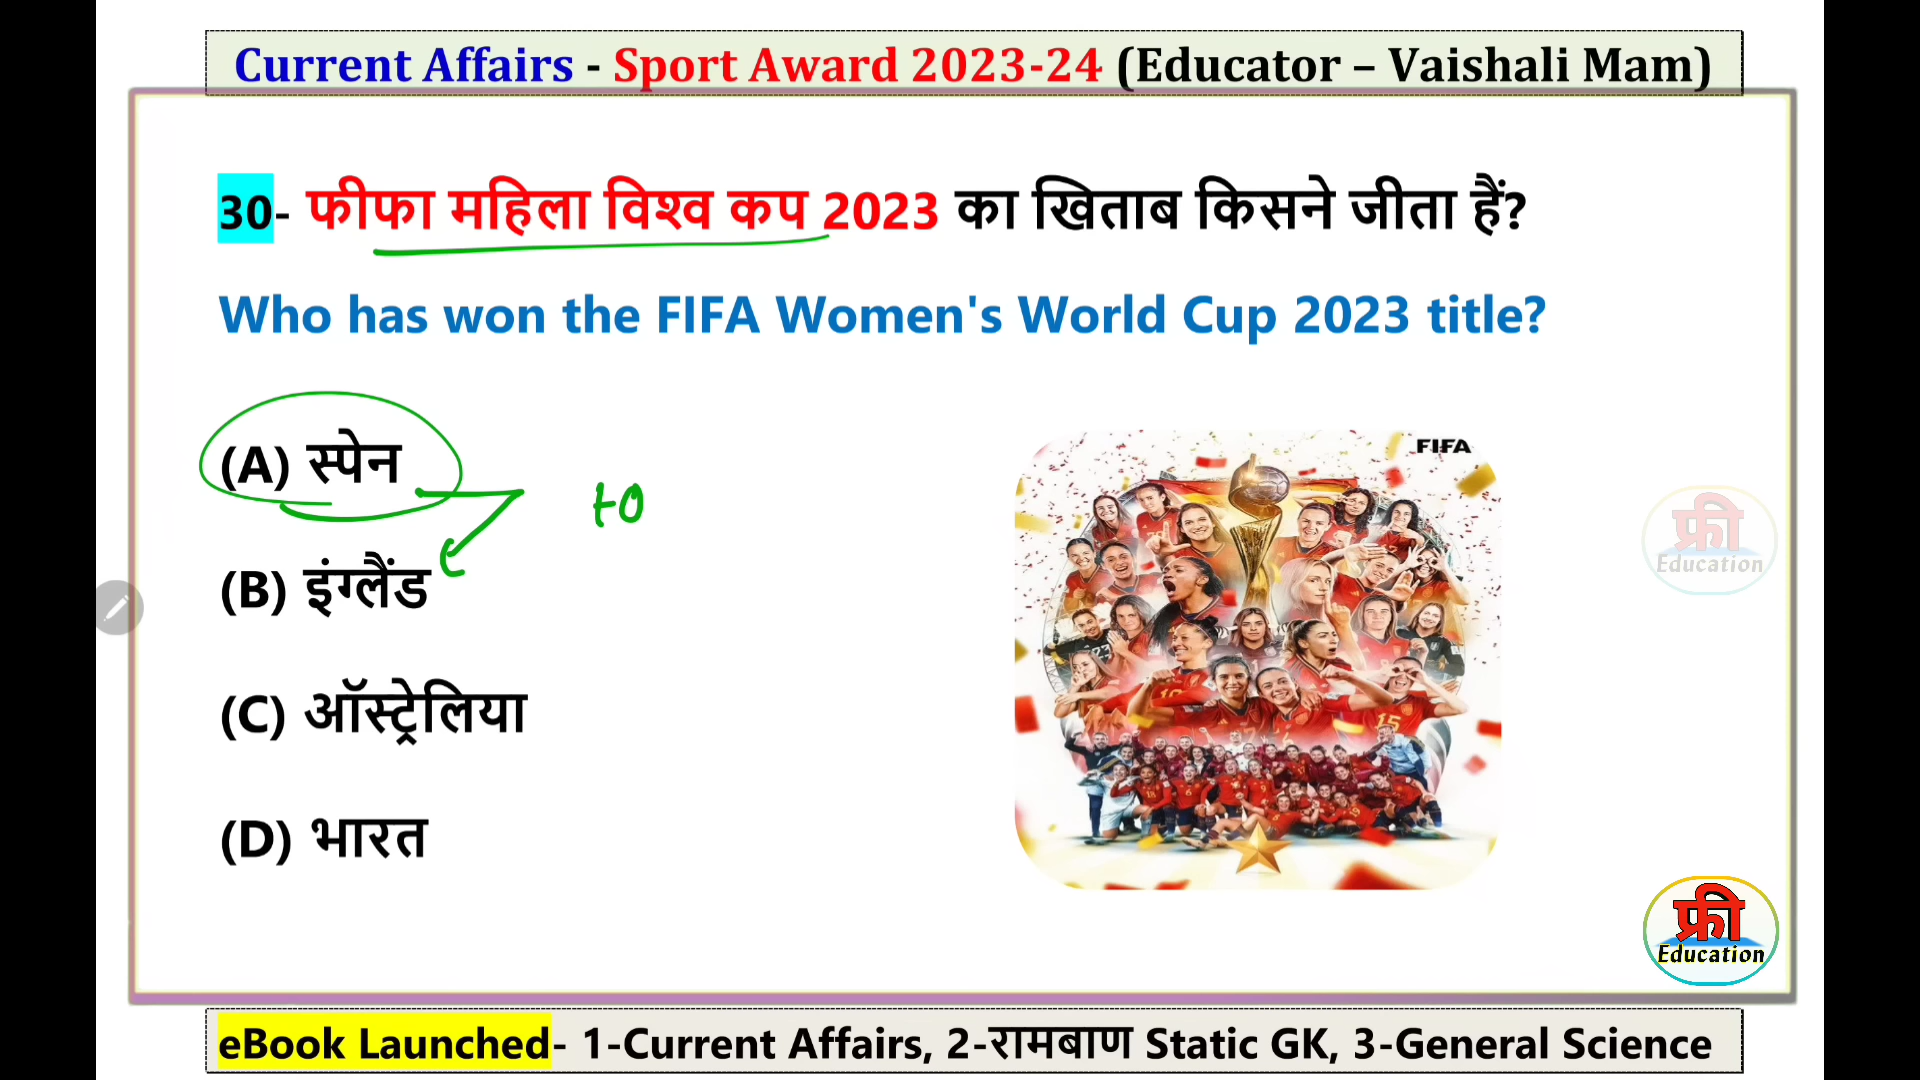 Current Affairs - Sport Award 2023-24 (Educator – Vaishali Mam)
30- फीफा महिला विश्व कप 2023 का खिताब किसने जीता हैं?
Who has won the FIFA Women's World Cup 2023 title?
(A) स्पेन
to
(B) इंग्लैंड
(C) ऑस्ट्रेलिया
(D) भारत
FIFA
फ्री
Education
फ्री
Education
eBook Launched- 1-Current Affairs, 2-रामबाण Static GK, 3-General Science